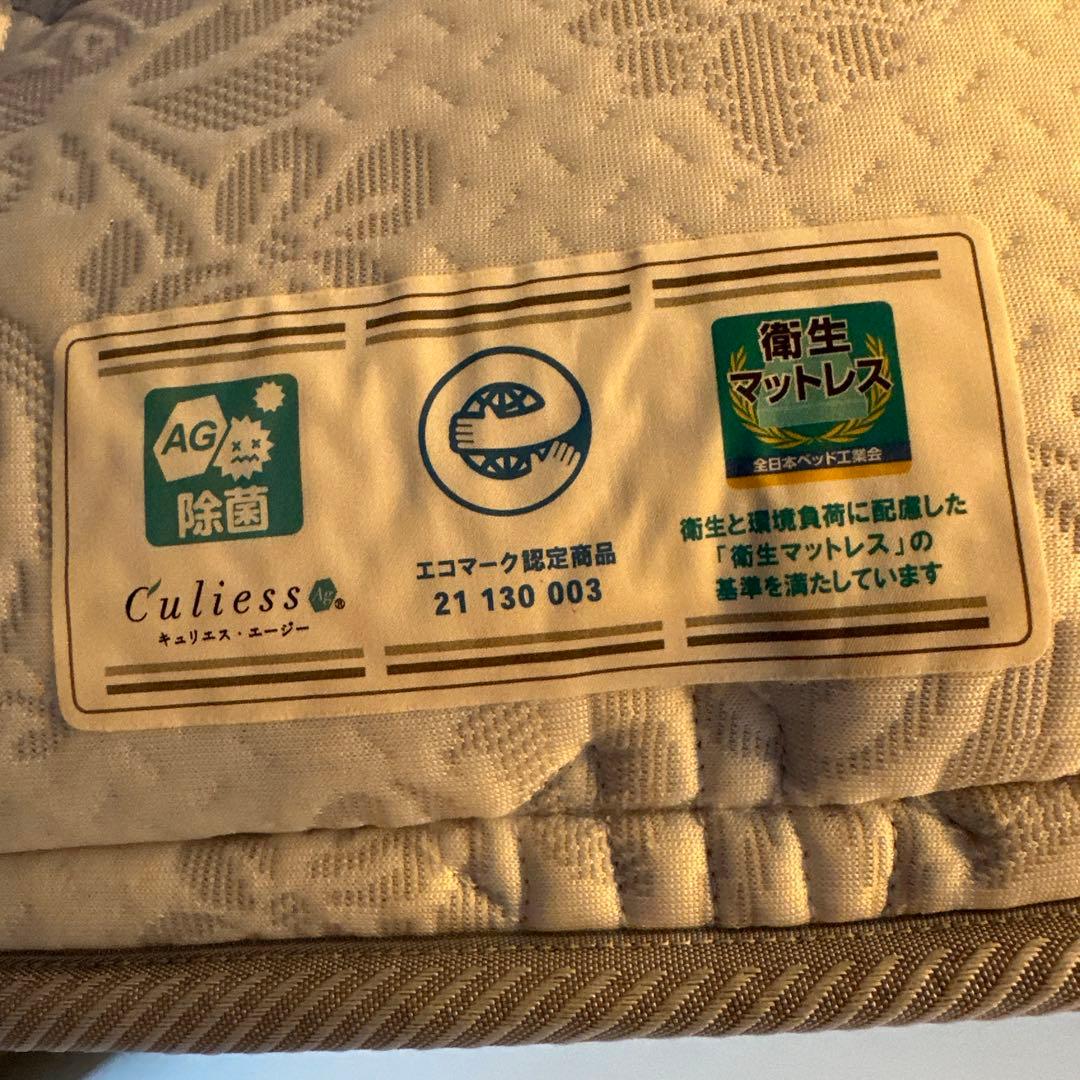 AG
除菌
Culiess Ag®
キュリエス・エージー
エコマーク認定商品
21 130 003
衛生
マットレス
全日本ベッド工業会
衛生と環境負荷に配慮した
「衛生マットレス」の
基準を満たしています